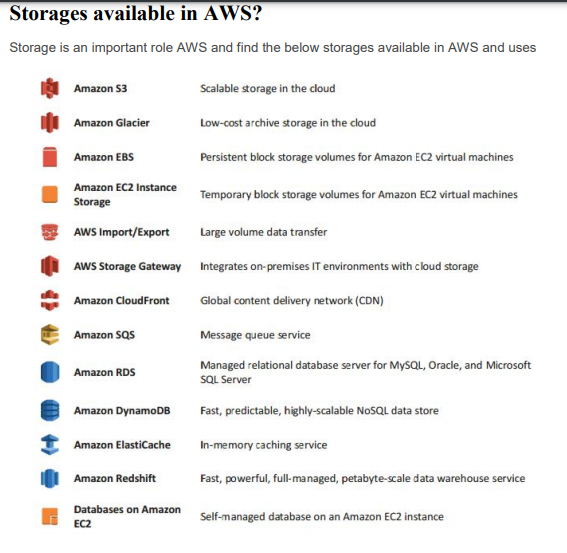 Storages available in AWS?
Storage is an important role AWS and find the below storages available in AWS and uses
Amazon S3 Scalable storage in the cloud
Amazon Glacier Low-cost archive storage in the cloud
Amazon EBS Persistent block storage volumes for Amazon EC2 virtual machines
Amazon EC2 Instance
Storage
Temporary block storage volumes for Amazon EC2 virtual machines
AWS Import/Export Large volume data transfer
AWS Storage Gateway Integrates on-premises IT environments with cloud storage
Amazon CloudFront Global content delivery network (CDN)
Amazon SQS Message queue service
Amazon RDS
Managed relational database server for MySQL, Oracle, and Microsoft
SQL Server
Amazon DynamoDB Fast, predictable, highly-scalable NoSQL data store
Amazon ElastiCache In-memory caching service
Amazon Redshift Fast, powerful, full-managed, petabyte-scale data warehouse service
Databases on Amazon
EC2
Self-managed database on an Amazon EC2 instance